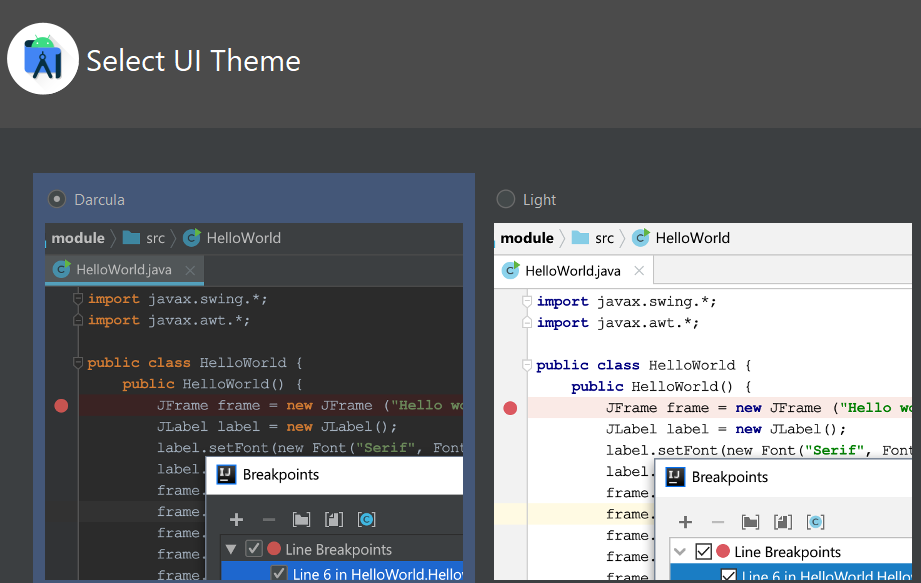 Select UI Theme
Darcula
module src HelloWorld
HelloWorld.java
import javax.swing.*;
import javax.awt.*;
public class HelloWorld {
public HelloWorld() {
JFrame frame = new JFrame ("Hello wo
JLabel label = new JLabel();
label.setFont(new Font("Serif", Font
label.
frame.
frame.
frame.
frame.
frame.
Breakpoints
Line Breakpoints
Line 6 in HelloWorld.Hello
Light
module src HelloWorld
HelloWorld.java
import javax.swing.*;
import javax.awt.*;
public class HelloWorld {
public HelloWorld() {
JFrame frame = new JFrame ("Hello wo
JLabel label = new JLabel();
label.setFont(new Font("Serif", Font
label.
frame.
frame.
frame.
frame.
frame.
Breakpoints
Line Breakpoints
Line 6 in HelloWorld.Hello